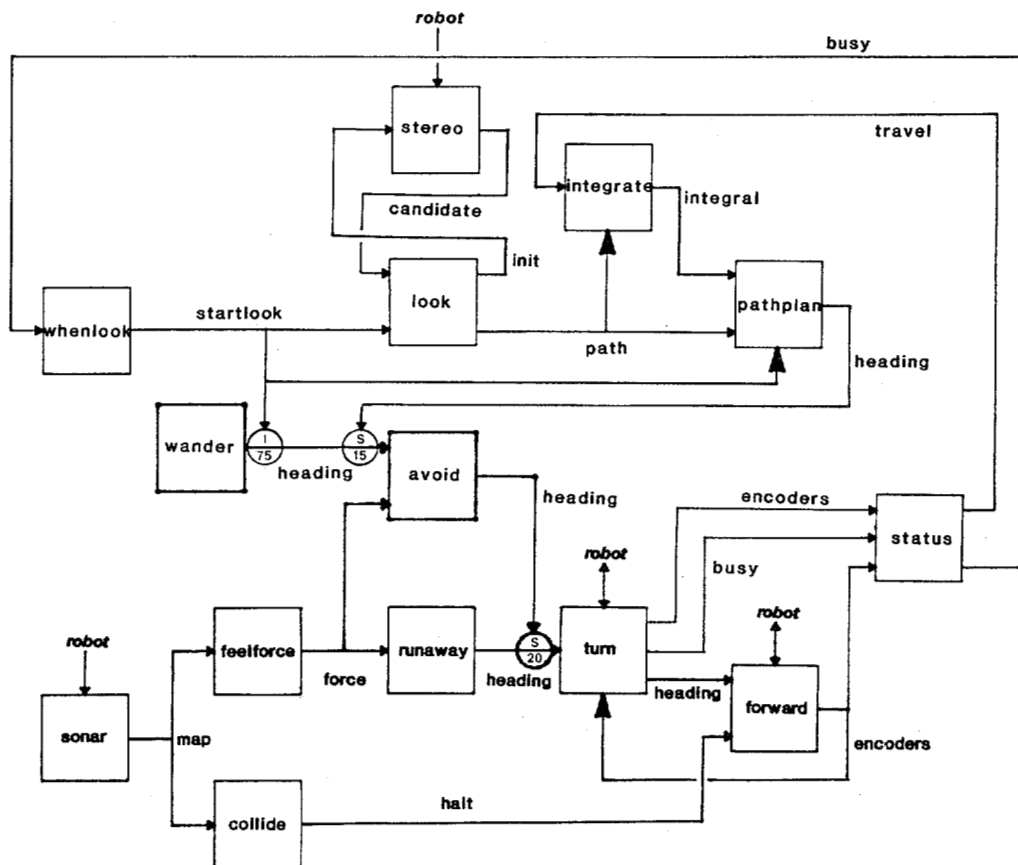 robot
busy
stereo
travel
integrate
integral
candidate
init
look
pathplan
whenlook
startlook
path
heading
wander
I
75
S
15
heading
avoid
heading
encoders
status
robot
busy
robot
robot
feelforce
runaway
S
20
turn
force
heading
heading
forward
sonar
map
encoders
halt
collide